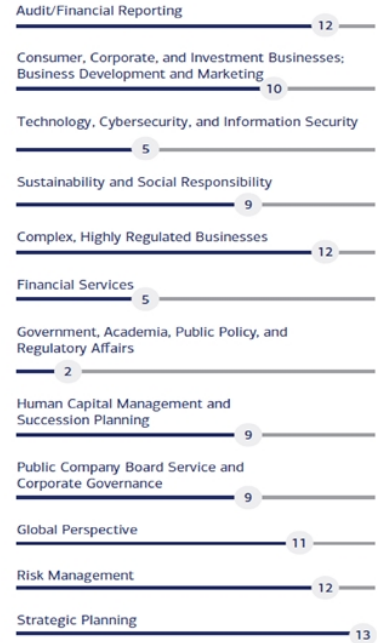 Audit/Financial Reporting
12
Consumer, Corporate, and Investment Businesses;
Business Development and Marketing
10
Technology, Cybersecurity, and Information Security
5
Sustainability and Social Responsibility
9
Complex, Highly Regulated Businesses
12
Financial Services
5
Government, Academia, Public Policy, and
Regulatory Affairs
2
Human Capital Management and
Succession Planning
9
Public Company Board Service and
Corporate Governance
9
Global Perspective
11
Risk Management
12
Strategic Planning
13